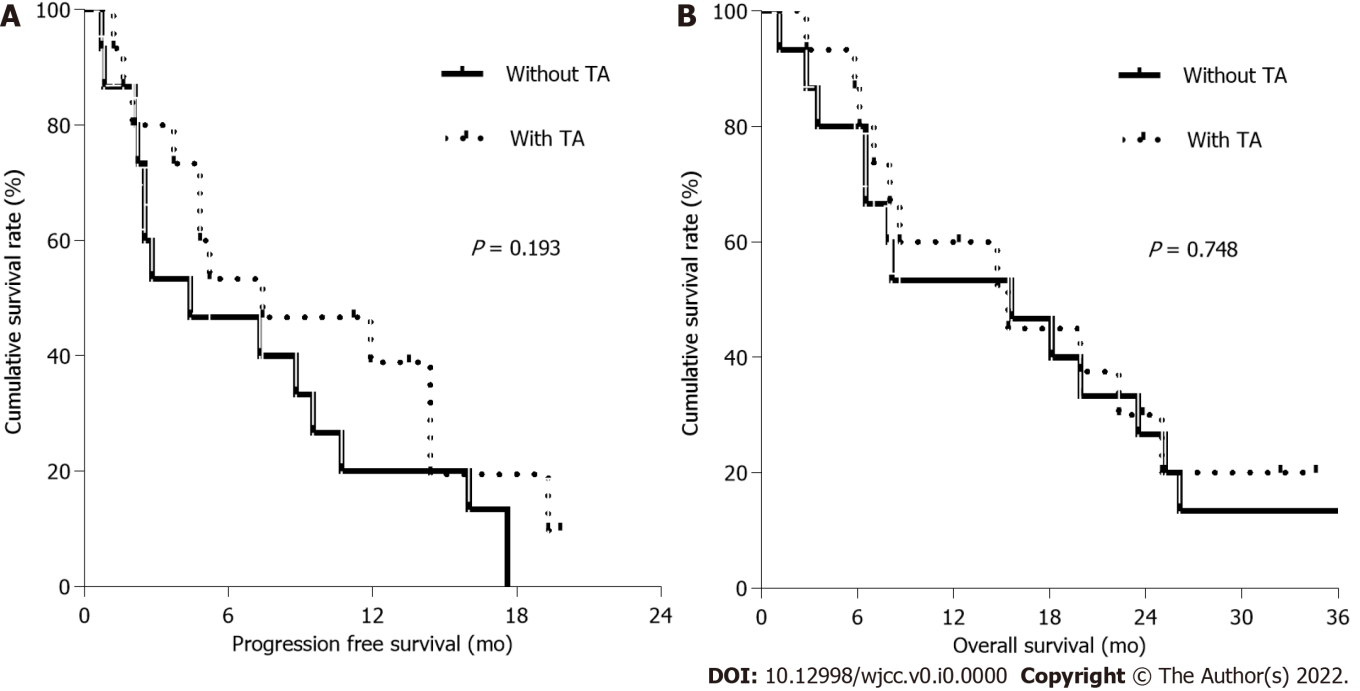 A
100
80
60
40
20
0
Cumulative survival rate (%)
Without TA
With TA
P = 0.193
0 6 12 18 24
Progression free survival (mo)
B
100
80
60
40
20
0
Cumulative survival rate (%)
Without TA
With TA
P = 0.748
0 6 12 18 24 30 36
Overall survival (mo)
DOI: 10.12998/wjcc.v0.i0.0000 Copyright © The Author(s) 2022.